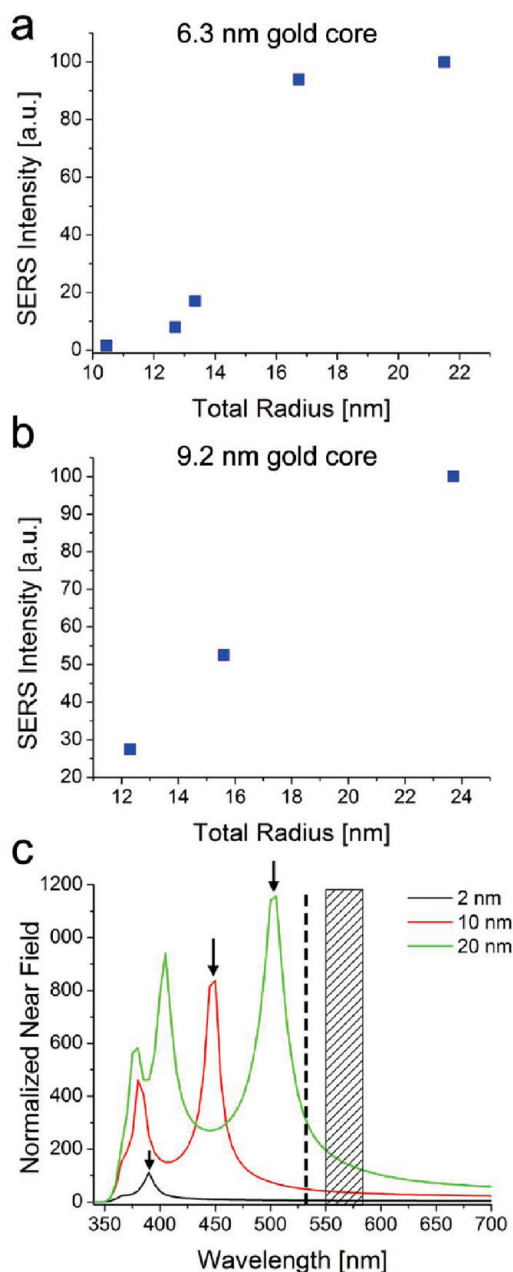 a
6.3 nm gold core
SERS Intensity [a.u.]
100
80
60
40
20
0
10 12 14 16 18 20 22
Total Radius [nm]
b
9.2 nm gold core
SERS Intensity [a.u.]
100
90
80
70
60
50
40
30
20
12 14 16 18 20 22 24
Total Radius [nm]
c
Normalized Near Field
1200
000
800
600
400
200
0
2 nm
10 nm
20 nm
350 400 450 500 550 600 650 700
Wavelength [nm]